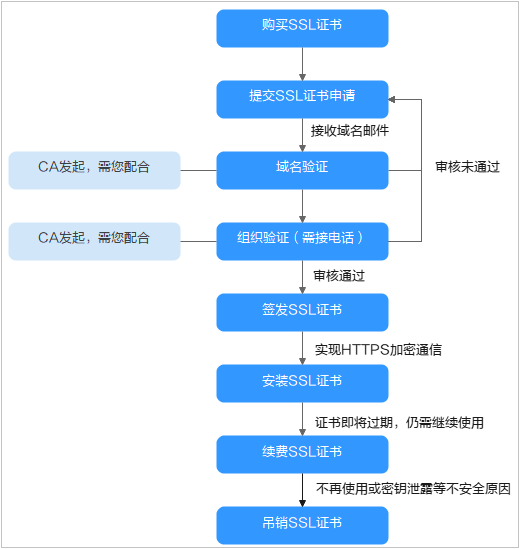 购买SSL证书
提交SSL证书申请
接收域名邮件
CA发起，需您配合
域名验证
审核未通过
CA发起，需您配合
组织验证（需接电话）
审核通过
签发SSL证书
实现HTTPS加密通信
安装SSL证书
证书即将过期，仍需继续使用
续费SSL证书
不再使用或密钥泄露等不安全原因
吊销SSL证书